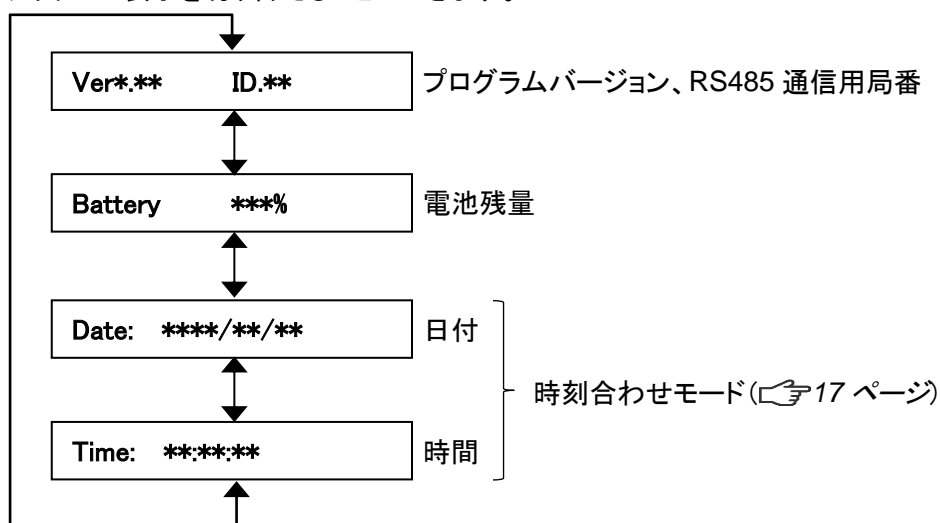 Ver*.** ID.** プログラムバージョン、RS485 通信用局番
Battery ***% 電池残量
Date: ****/**/** 日付
時刻合わせモード(☞17 ページ)
Time: **:**:** 時間